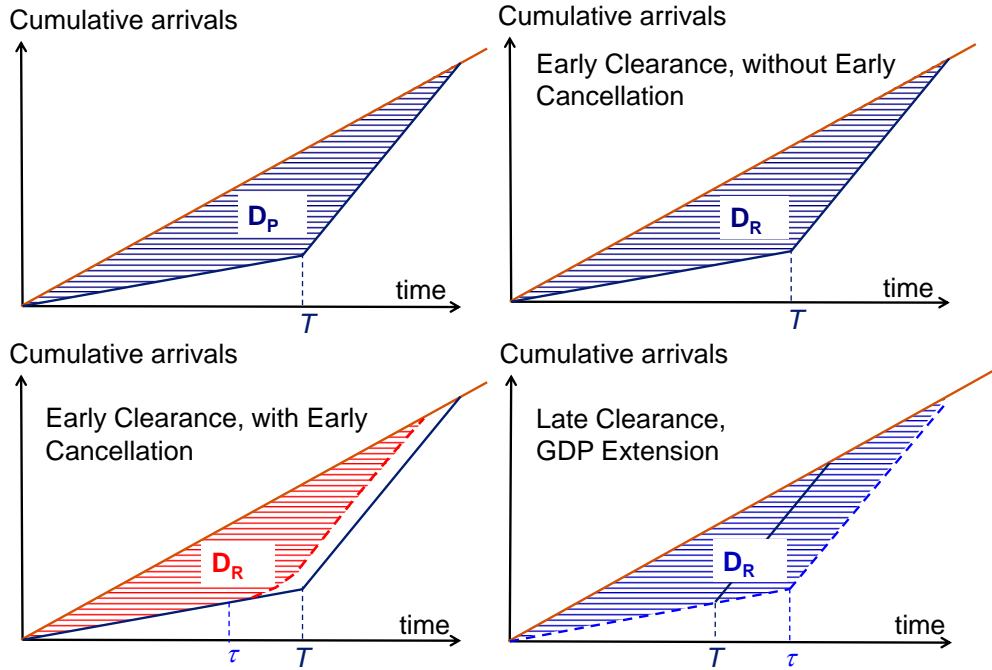 Cumulative arrivals
D_P
time
T
Cumulative arrivals
Early Clearance, without Early
Cancellation
D_R
time
T
Cumulative arrivals
Early Clearance, with Early
Cancellation
D_R
time
τ
T
Cumulative arrivals
Late Clearance,
GDP Extension
D_R
time
T
τ